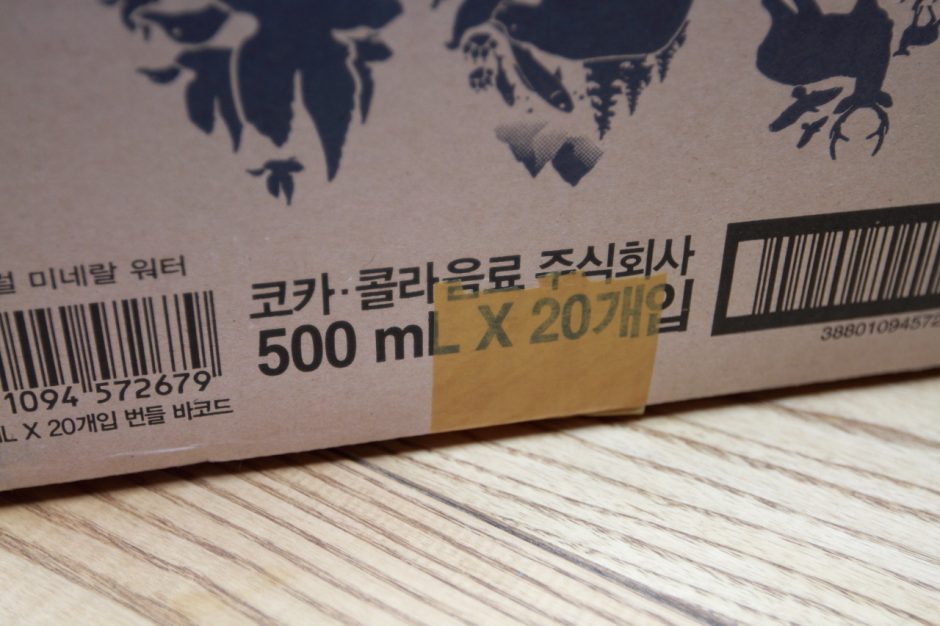 미네랄 워터
코카·콜라음료 주식회사
500 mL X 20개입
1094 572679
X 20개입 번들 바코드
38801094572